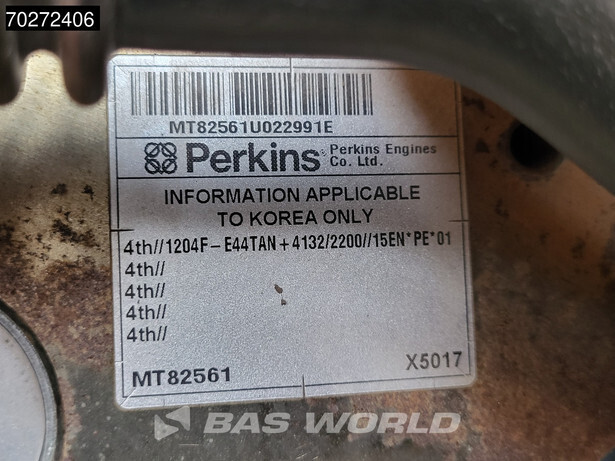 70272406
MT82561U022991E
Perkins
Perkins Engines
Co. Ltd.
INFORMATION APPLICABLE
TO KOREA ONLY
4th//1204F-E44TAN+4132/2200//15EN*PE*01
4th//
4th//
4th//
4th//
MT82561
X5017
BAS WORLD